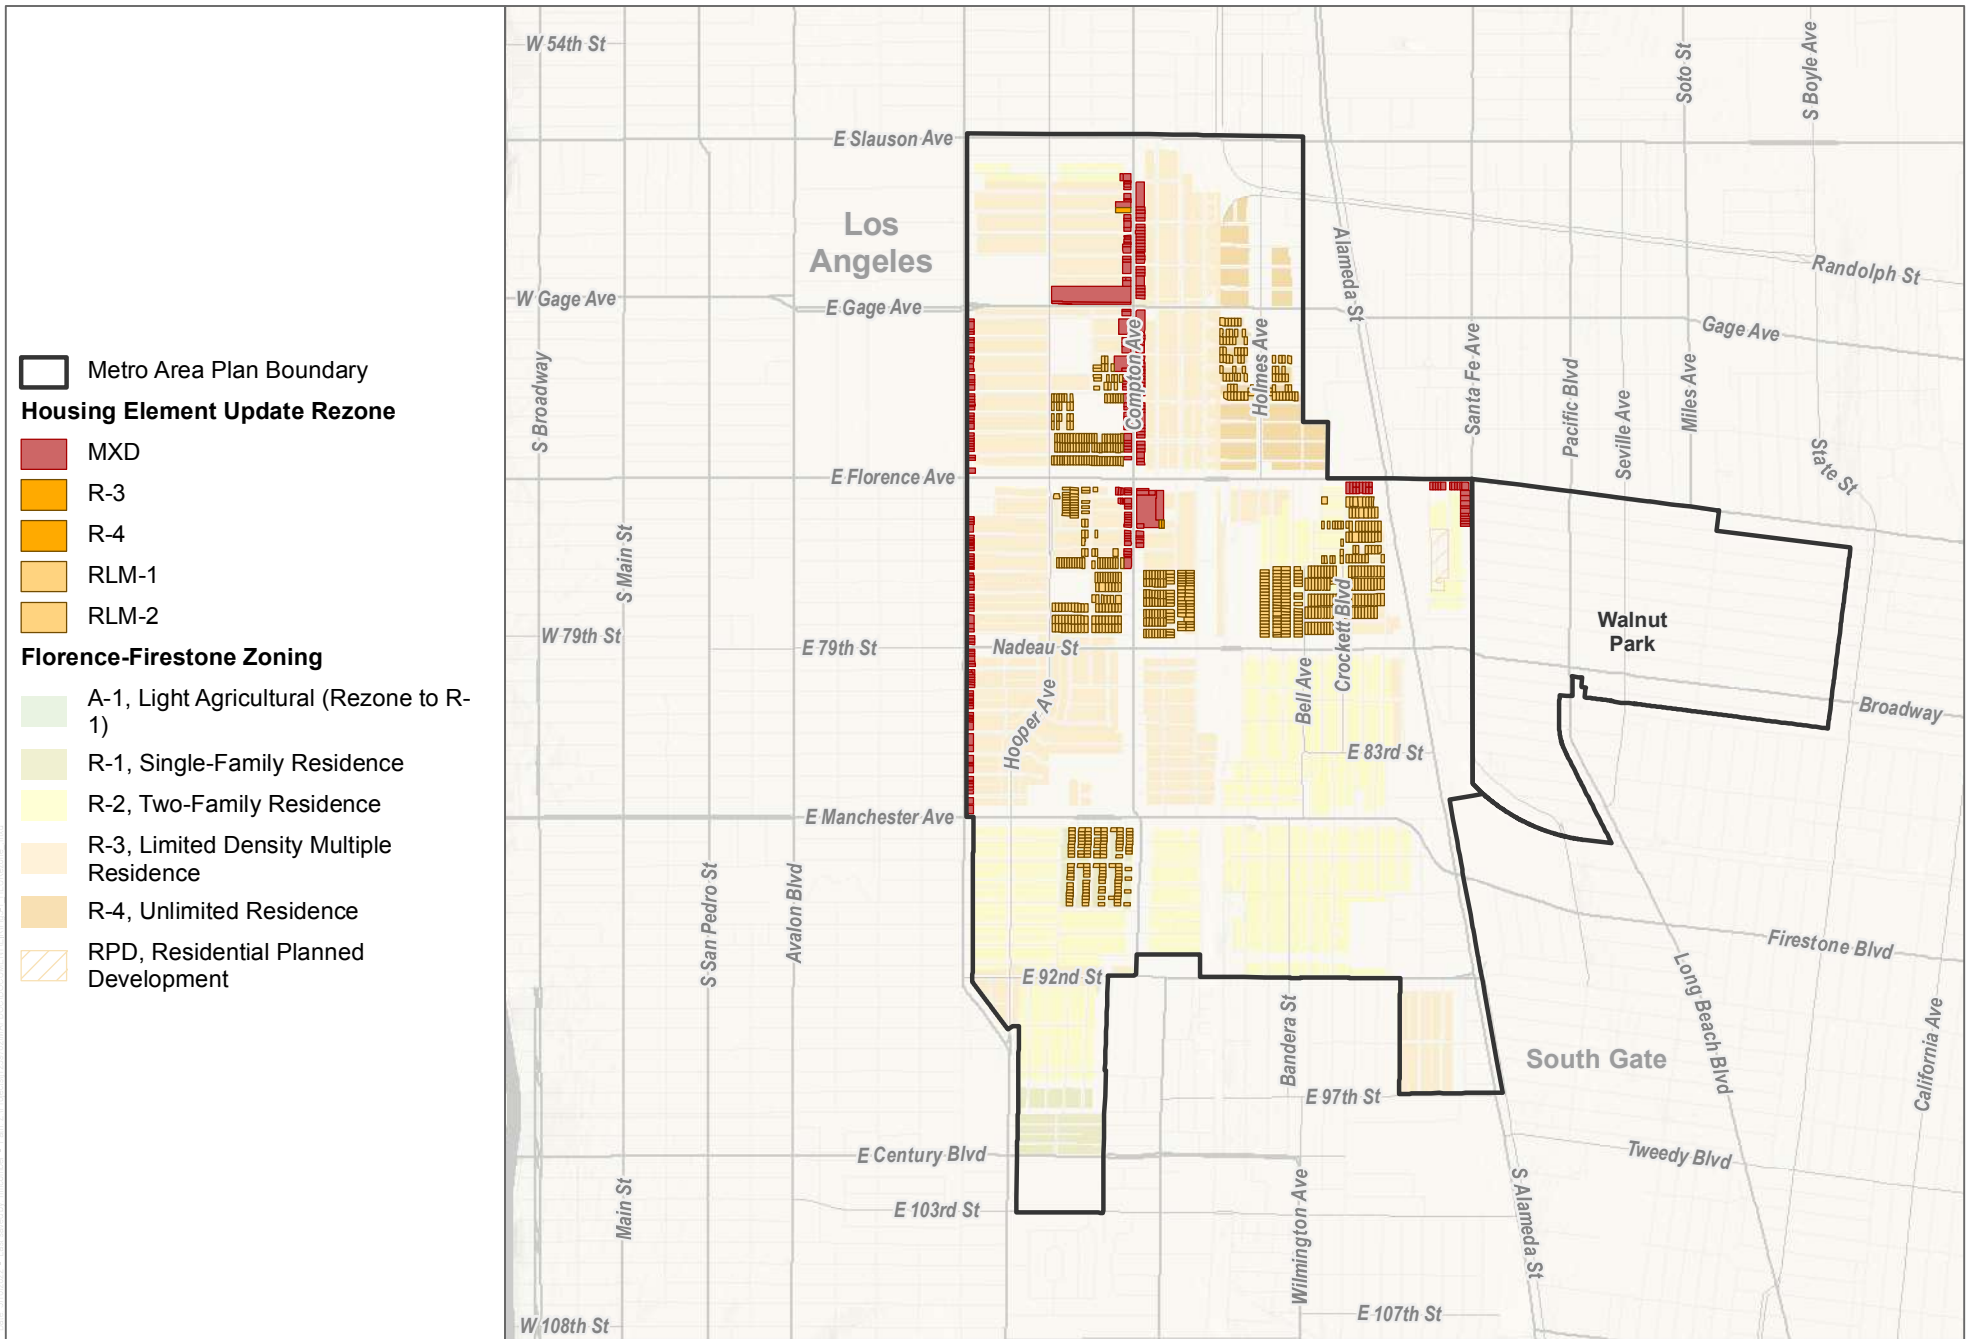 Metro Area Plan Boundary
Housing Element Update Rezone
MXD
R-3
R-4
RLM-1
RLM-2
Florence-Firestone Zoning
A-1, Light Agricultural (Rezone to R-
1)
R-1, Single-Family Residence
R-2, Two-Family Residence
R-3, Limited Density Multiple
Residence
R-4, Unlimited Residence
RPD, Residential Planned
Development
W 54th St
Soto St
S Boyle Ave
E Slauson Ave
Los
Angeles
Alameda St
Randolph St
W Gage Ave
E Gage Ave
Gage Ave
S Broadway
Compton Ave
Holmes Ave
Santa Fe Ave
Pacific Blvd
Seville Ave
Miles Ave
State St
E Florence Ave
S Main St
Crockett Blvd
Walnut
Park
W 79th St
E 79th St
Nadeau St
Hooper Ave
Bell Ave
E 83rd St
Broadway
E Manchester Ave
S San Pedro St
Avalon Blvd
Firestone Blvd
E 92nd St
Bandera St
Long Beach Blvd
California Ave
South Gate
E 97th St
E Century Blvd
Tweedy Blvd
Main St
E 103rd St
Wilmington Ave
S Alameda St
E 107th St
W 108th St